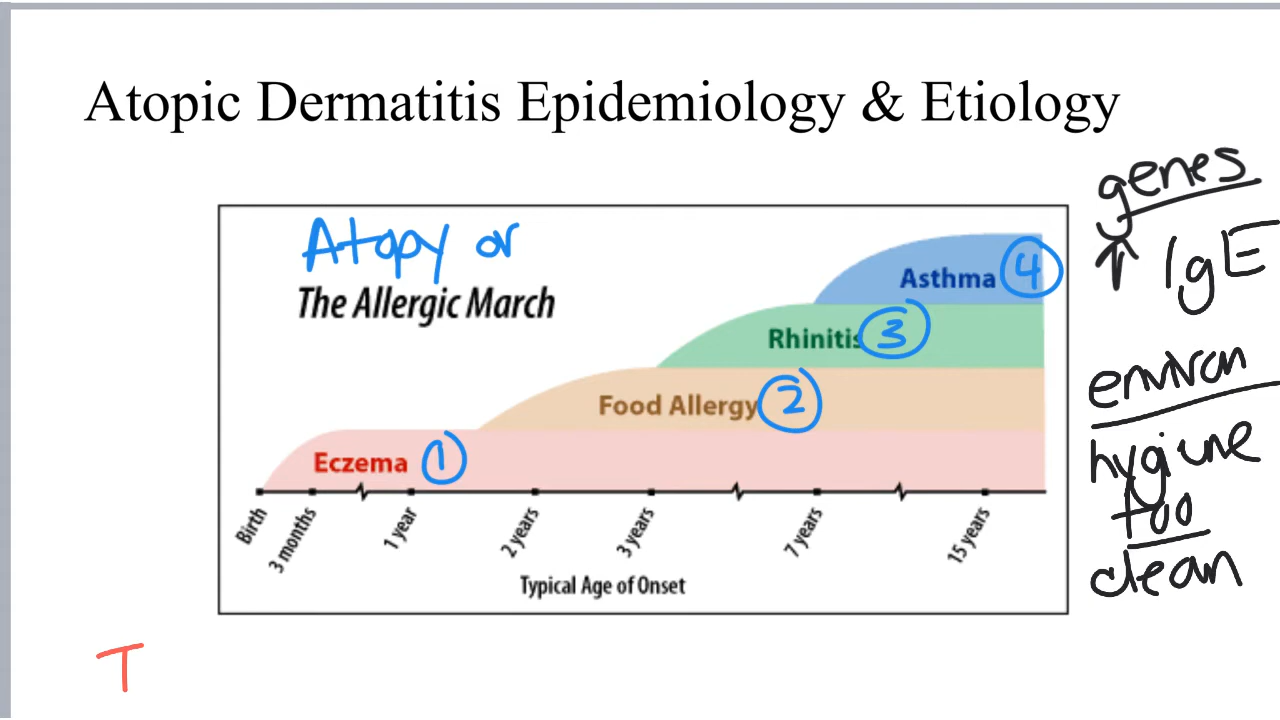 Atopic Dermatitis Epidemiology & Etiology
genes
↑ IgE
environ
hygiene
too
clean
Atopy or
The Allergic March
Asthma 4
Rhinitis 3
Food Allergy 2
Eczema 1
Birth
3 months
1 year
2 years
3 years
7 years
15 years
Typical Age of Onset
T